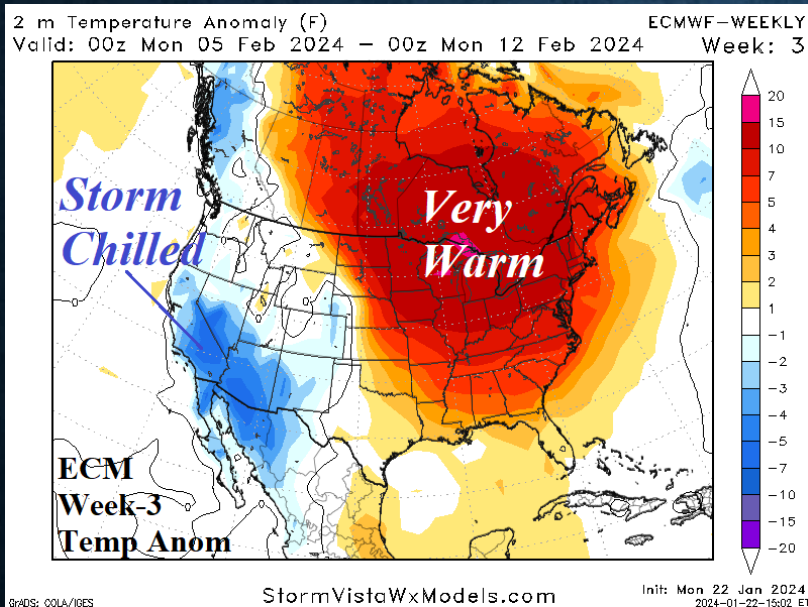 2 m Temperature Anomaly (F)
ECMWF-WEEKLY
Valid: 00z Mon 05 Feb 2024 – 00z Mon 12 Feb 2024
Week: 3
Storm
Chilled
Very
Warm
ECM
Week-3
Temp Anom
20
15
10
7
5
4
3
2
1
-1
-2
-3
-4
-5
-7
-10
-15
-20
GrADS: COLA/IGES
StormVistaWxModels.com
Init: Mon 22 Jan 2024
2024-01-22-15:02 ET